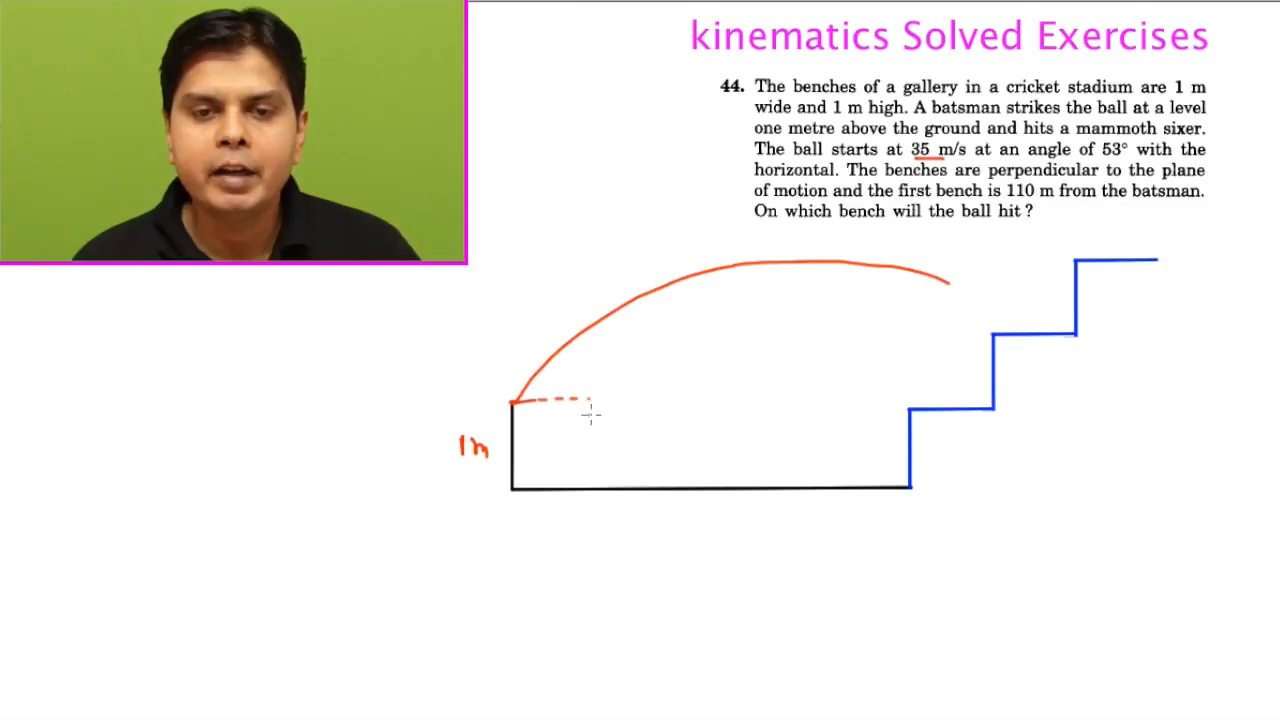 kinematics Solved Exercises
44. The benches of a gallery in a cricket stadium are 1 m
wide and 1 m high. A batsman strikes the ball at a level
one metre above the ground and hits a mammoth sixer.
The ball starts at 35 m/s at an angle of 53° with the
horizontal. The benches are perpendicular to the plane
of motion and the first bench is 110 m from the batsman.
On which bench will the ball hit ?
1m